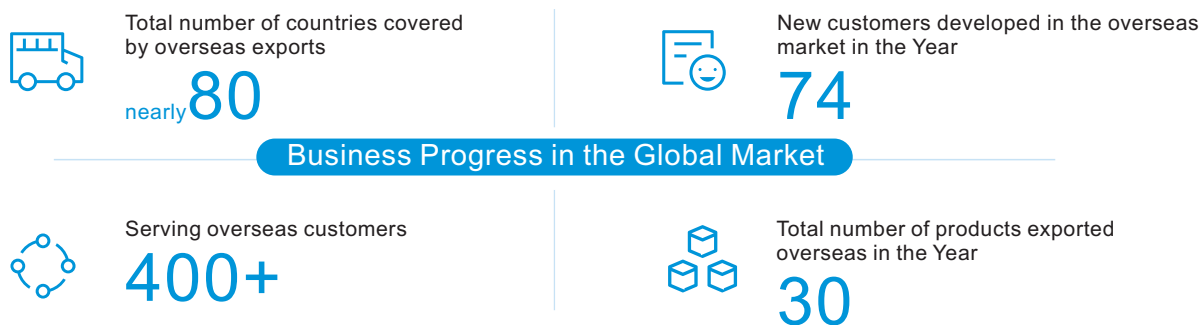 Total number of countries covered
by overseas exports
nearly 80
New customers developed in the overseas
market in the Year
74
Business Progress in the Global Market
Serving overseas customers
400+
Total number of products exported
overseas in the Year
30